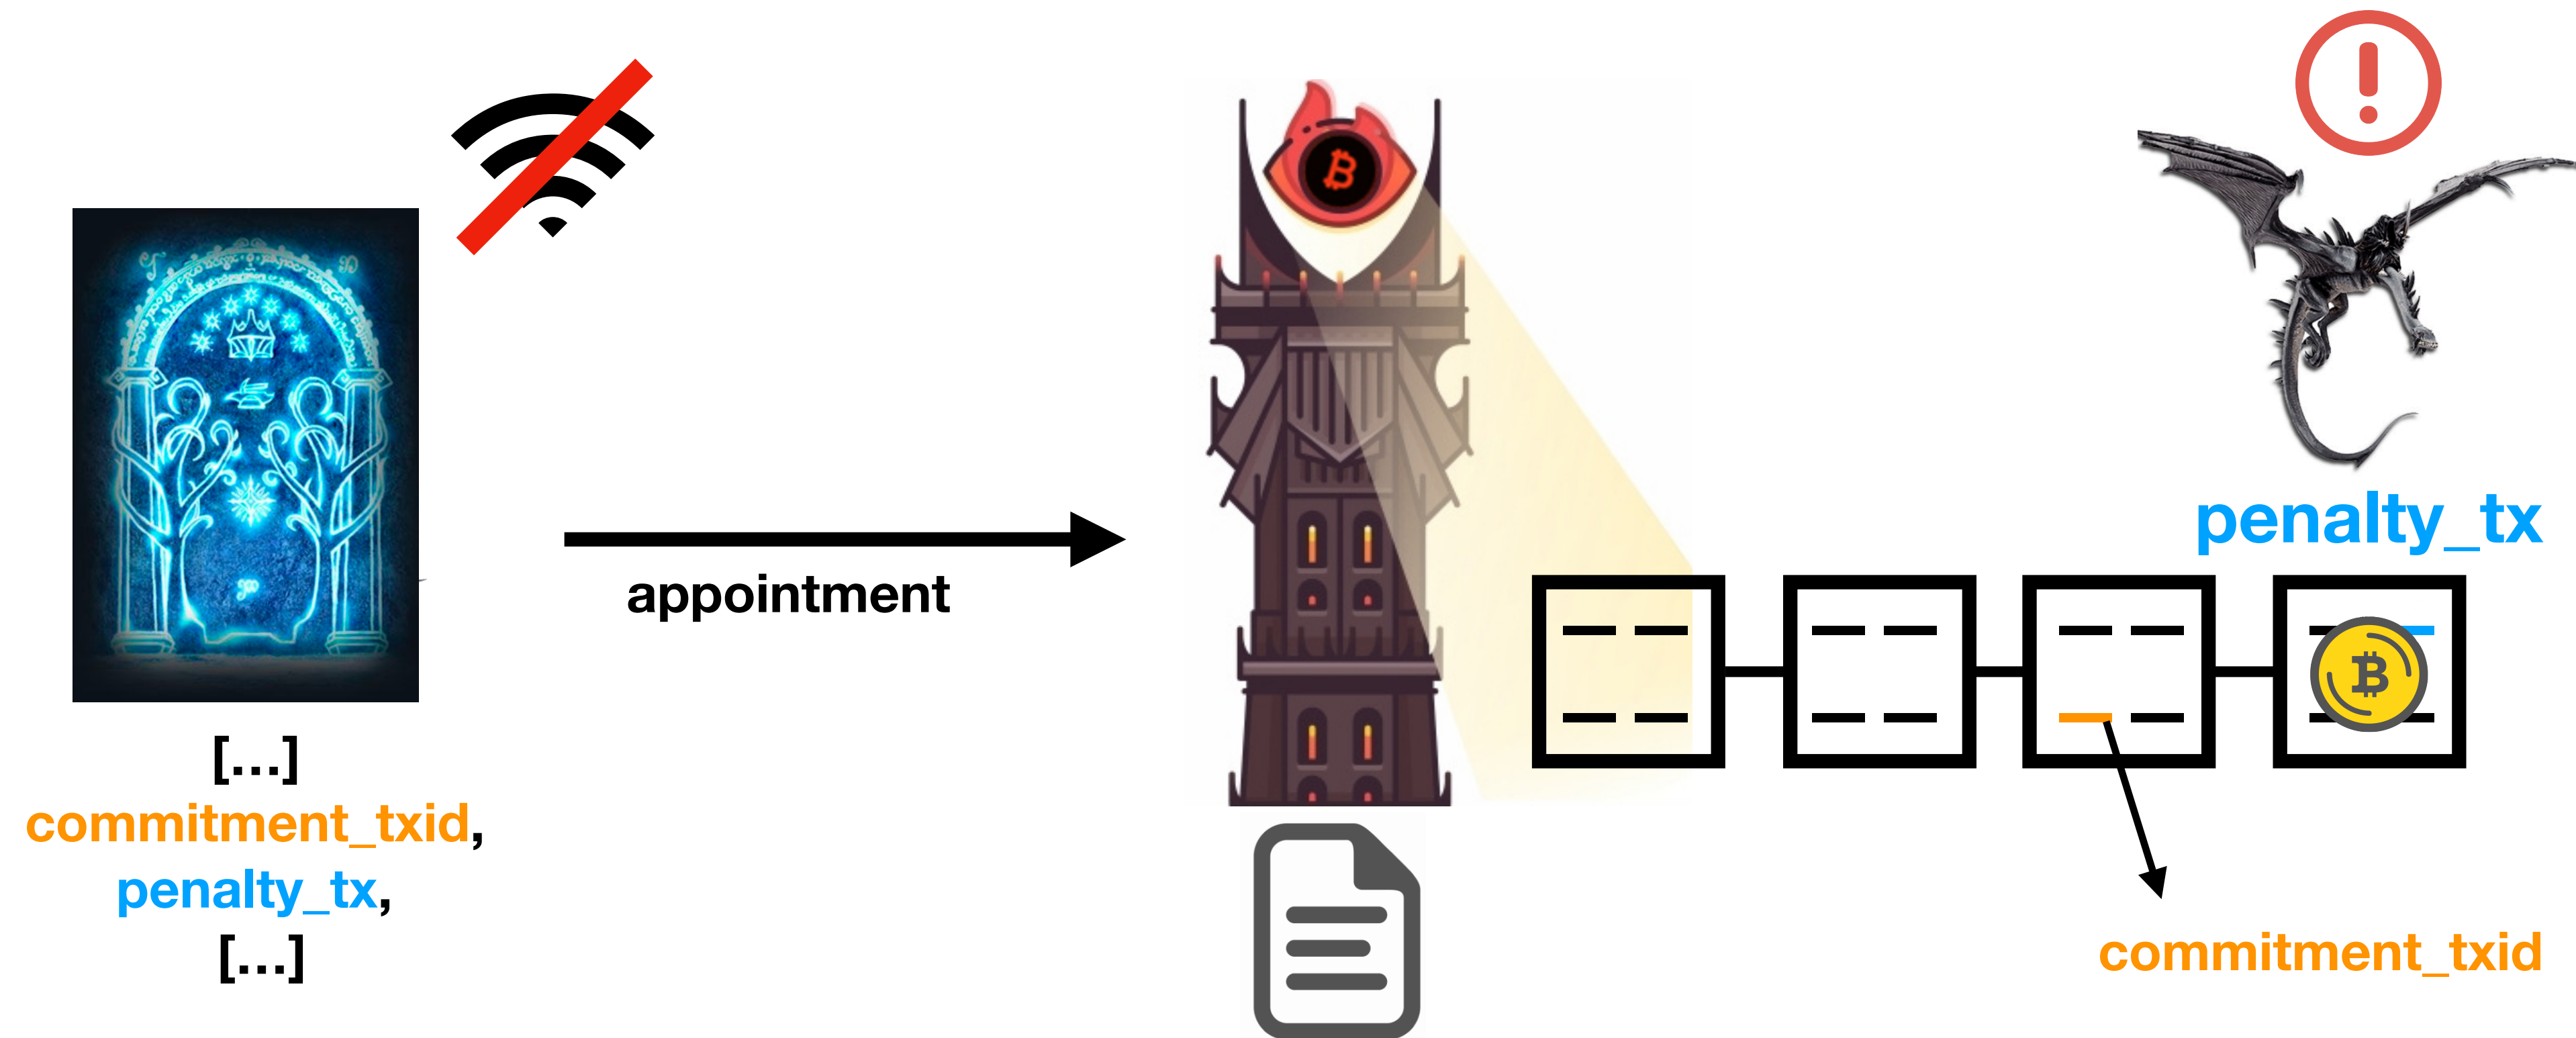 […]
commitment_txid,
penalty_tx,
[…]
appointment
penalty_tx
commitment_txid